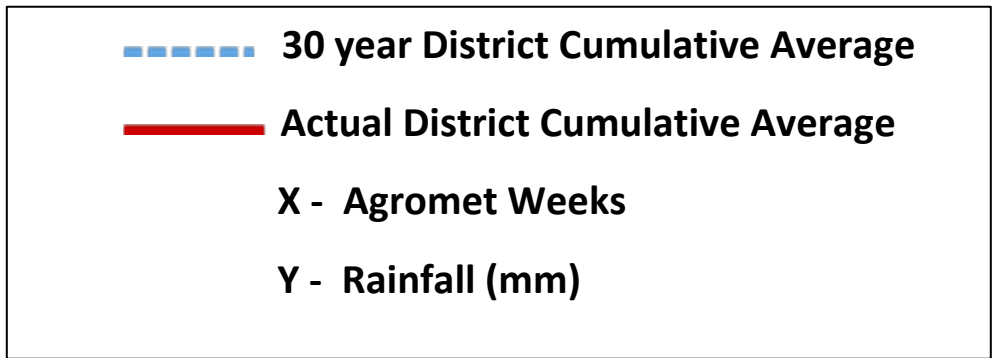 30 year District Cumulative Average
Actual District Cumulative Average
X - Agromet Weeks
Y - Rainfall (mm)